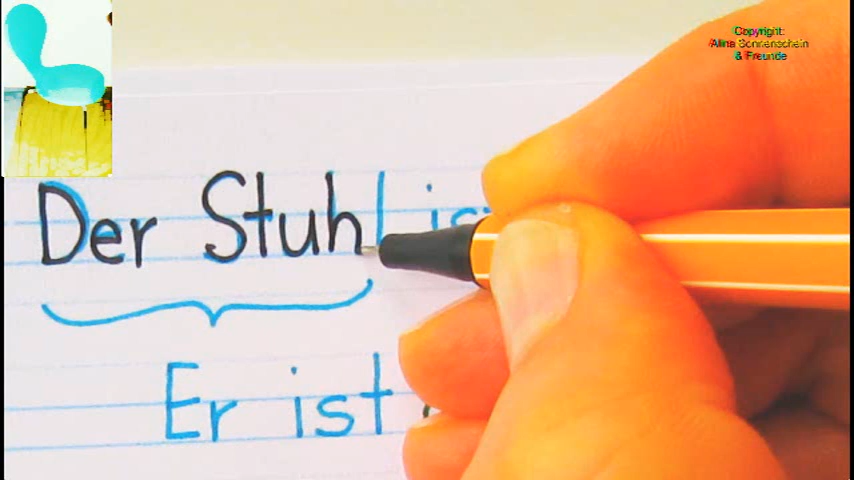 Copyright:
Alina Sonnenschein
& Freunde
Der Stuhl
Er ist